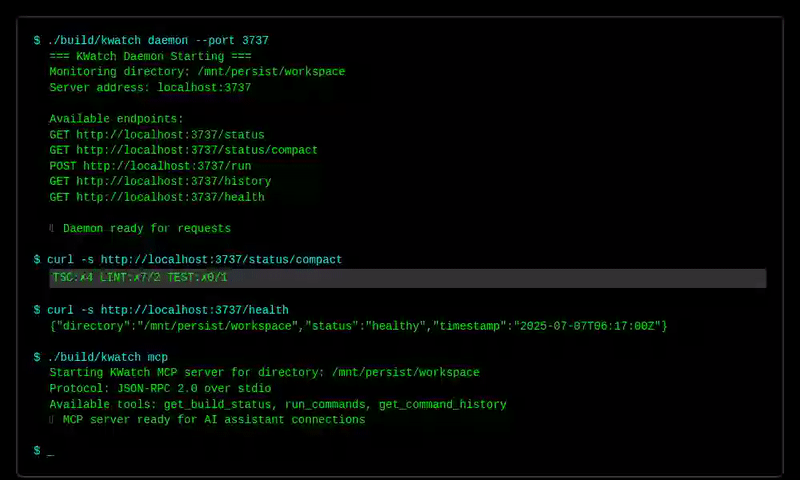 $ ./build/kwatch daemon --port 3737
=== KWatch Daemon Starting ===
Monitoring directory: /mnt/persist/workspace
Server address: localhost:3737
Available endpoints:
GET http://localhost:3737/status
GET http://localhost:3737/status/compact
POST http://localhost:3737/run
GET http://localhost:3737/history
GET http://localhost:3737/health
Daemon ready for requests
$ curl -s http://localhost:3737/status/compact
TSC:✗4 LINT:✗7/2 TEST:✗0/1
$ curl -s http://localhost:3737/health
{"directory":"/mnt/persist/workspace","status":"healthy","timestamp":"2025-07-07T06:17:00Z"}
$ ./build/kwatch mcp
Starting KWatch MCP server for directory: /mnt/persist/workspace
Protocol: JSON-RPC 2.0 over stdio
Available tools: get_build_status, run_commands, get_command_history
MCP server ready for AI assistant connections
$ _